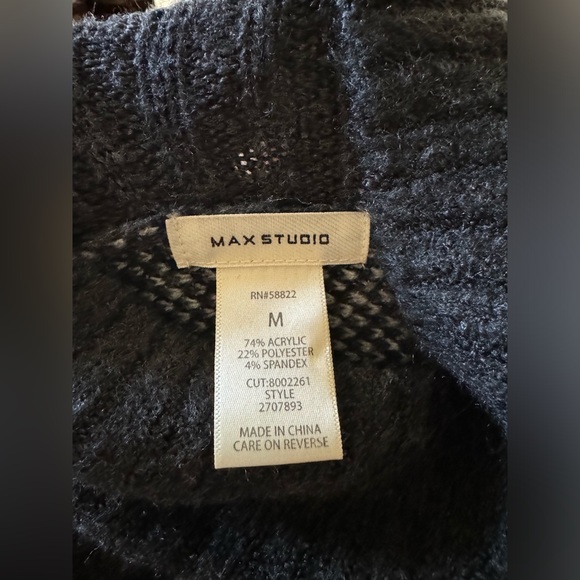 MAX STUDIO
RN#58822
M
74% ACRYLIC
22% POLYESTER
4% SPANDEX
CUT:8002261
STYLE
2707893
MADE IN CHINA
CARE ON REVERSE